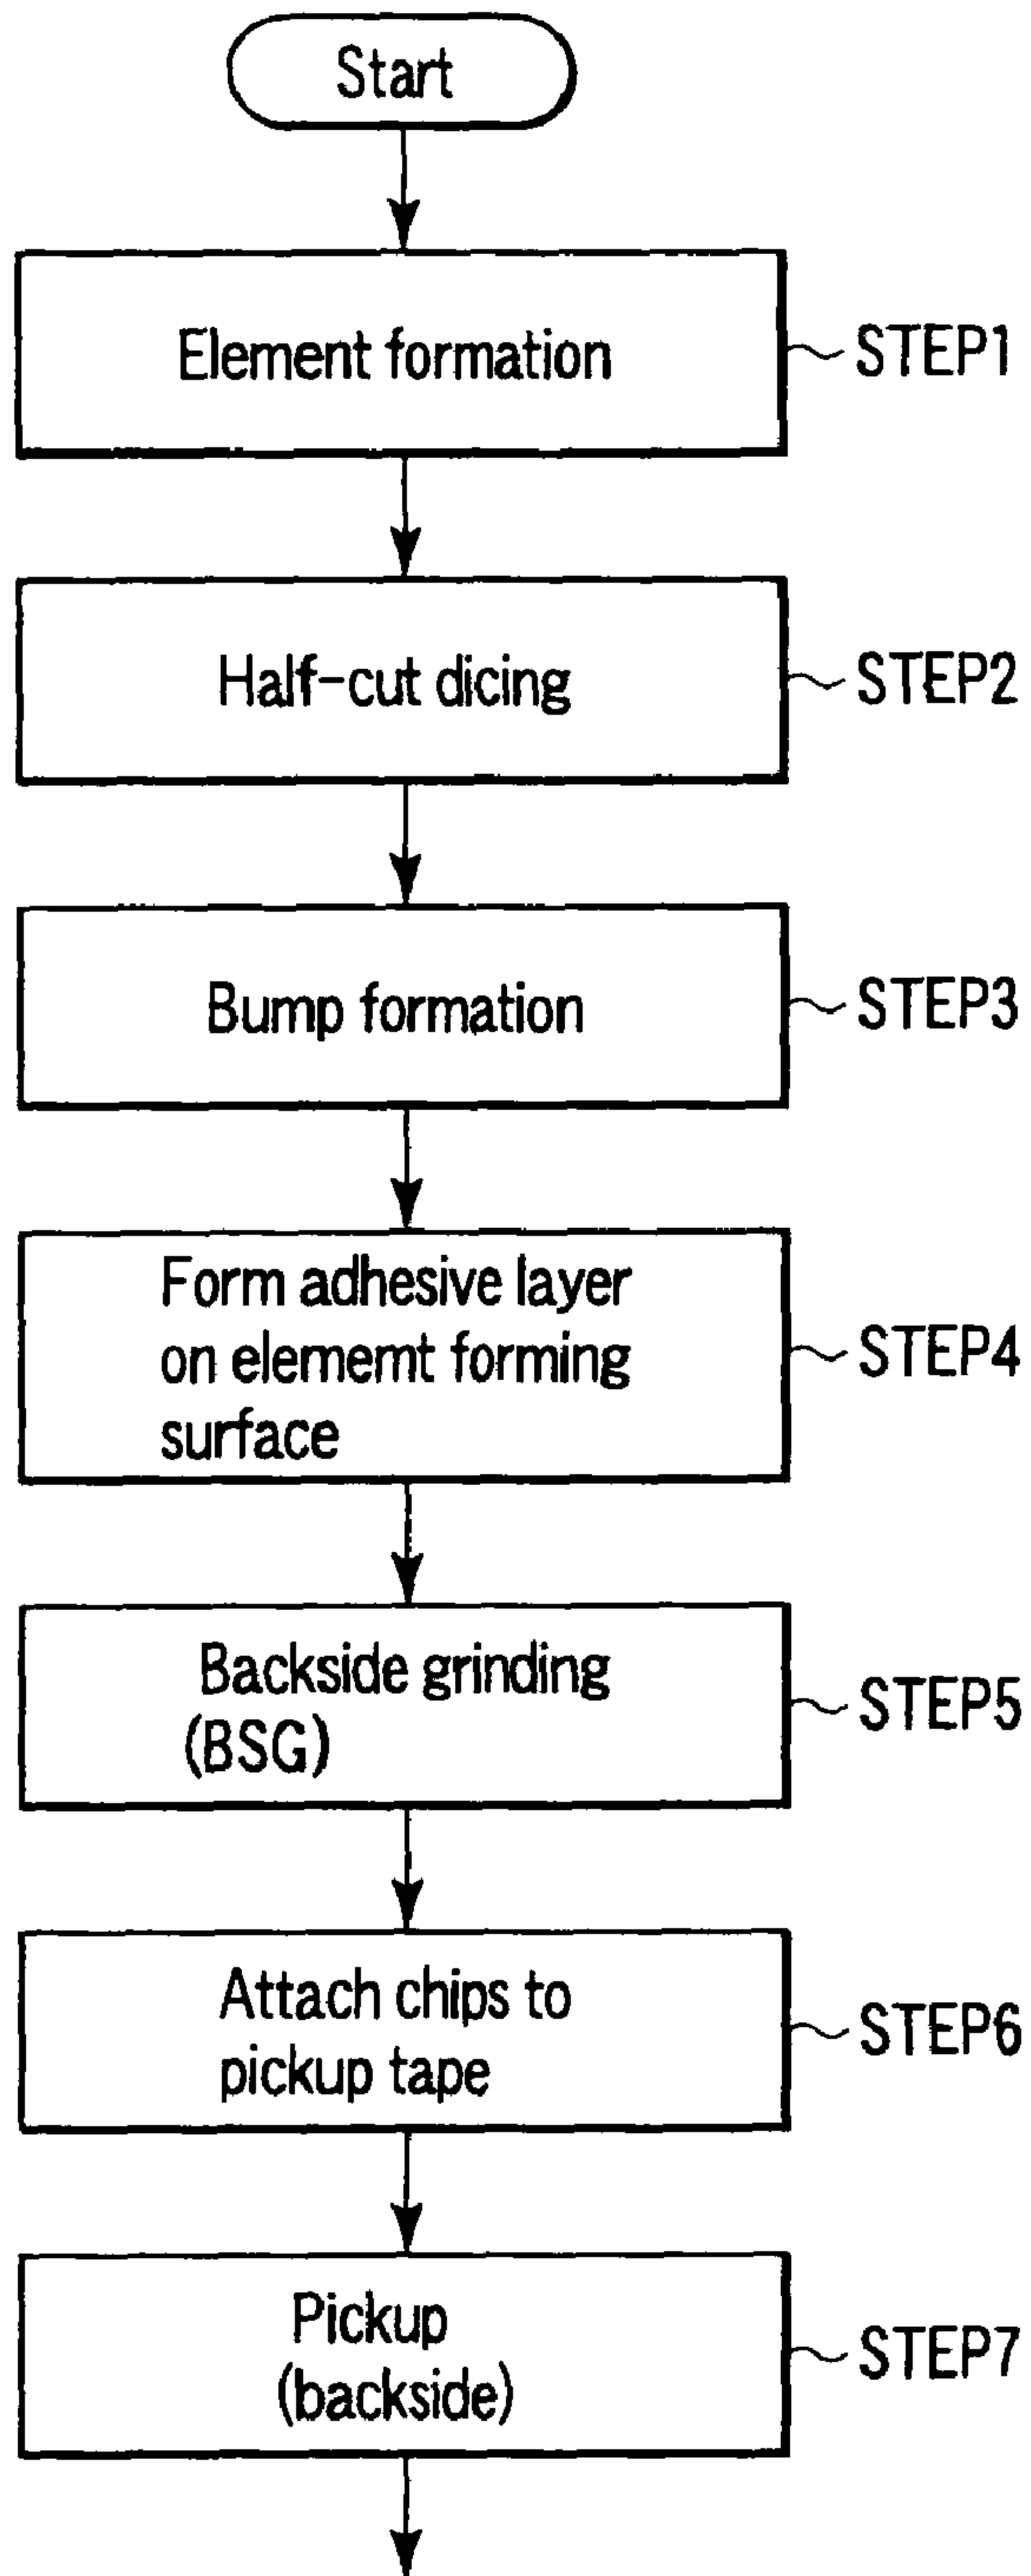 Start
Element formation
STEP1
Half-cut dicing
STEP2
Bump formation
STEP3
Form adhesive layer
on elememt forming
surface
STEP4
Backside grinding
(BSG)
STEP5
Attach chips to
pickup tape
STEP6
Pickup
(backside)
STEP7